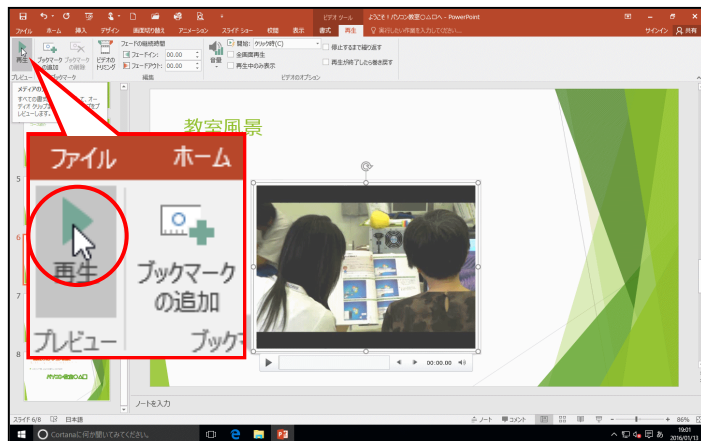 ビデオ ツール
ようこそ！パソコン教室〇△□へ - PowerPoint
ファイル ホーム 挿入 デザイン 画面切り替え アニメーション スライド ショー 校閲 表示 書式 再生 サインイン 共有
再生
ブックマークの追加
ブックマークの削除
ビデオのトリミング
フェードの継続時間
フェードイン: 00.00
フェードアウト: 00.00
音量
開始: クリック時(C)
全画面再生
再生中のみ表示
停止するまで繰り返す
再生が終了したら巻き戻す
プレビュー ブックマーク 編集 ビデオのオプション
教室風景
ファイル ホーム
再生
ブックマーク
の追加
プレビュー
5
6
7
8
00:00.00
ノートを入力
スライド 6/8 日本語 ノート コメント 86%
Cortanaに何か聞いてみてください。
19:01
2016/01/13